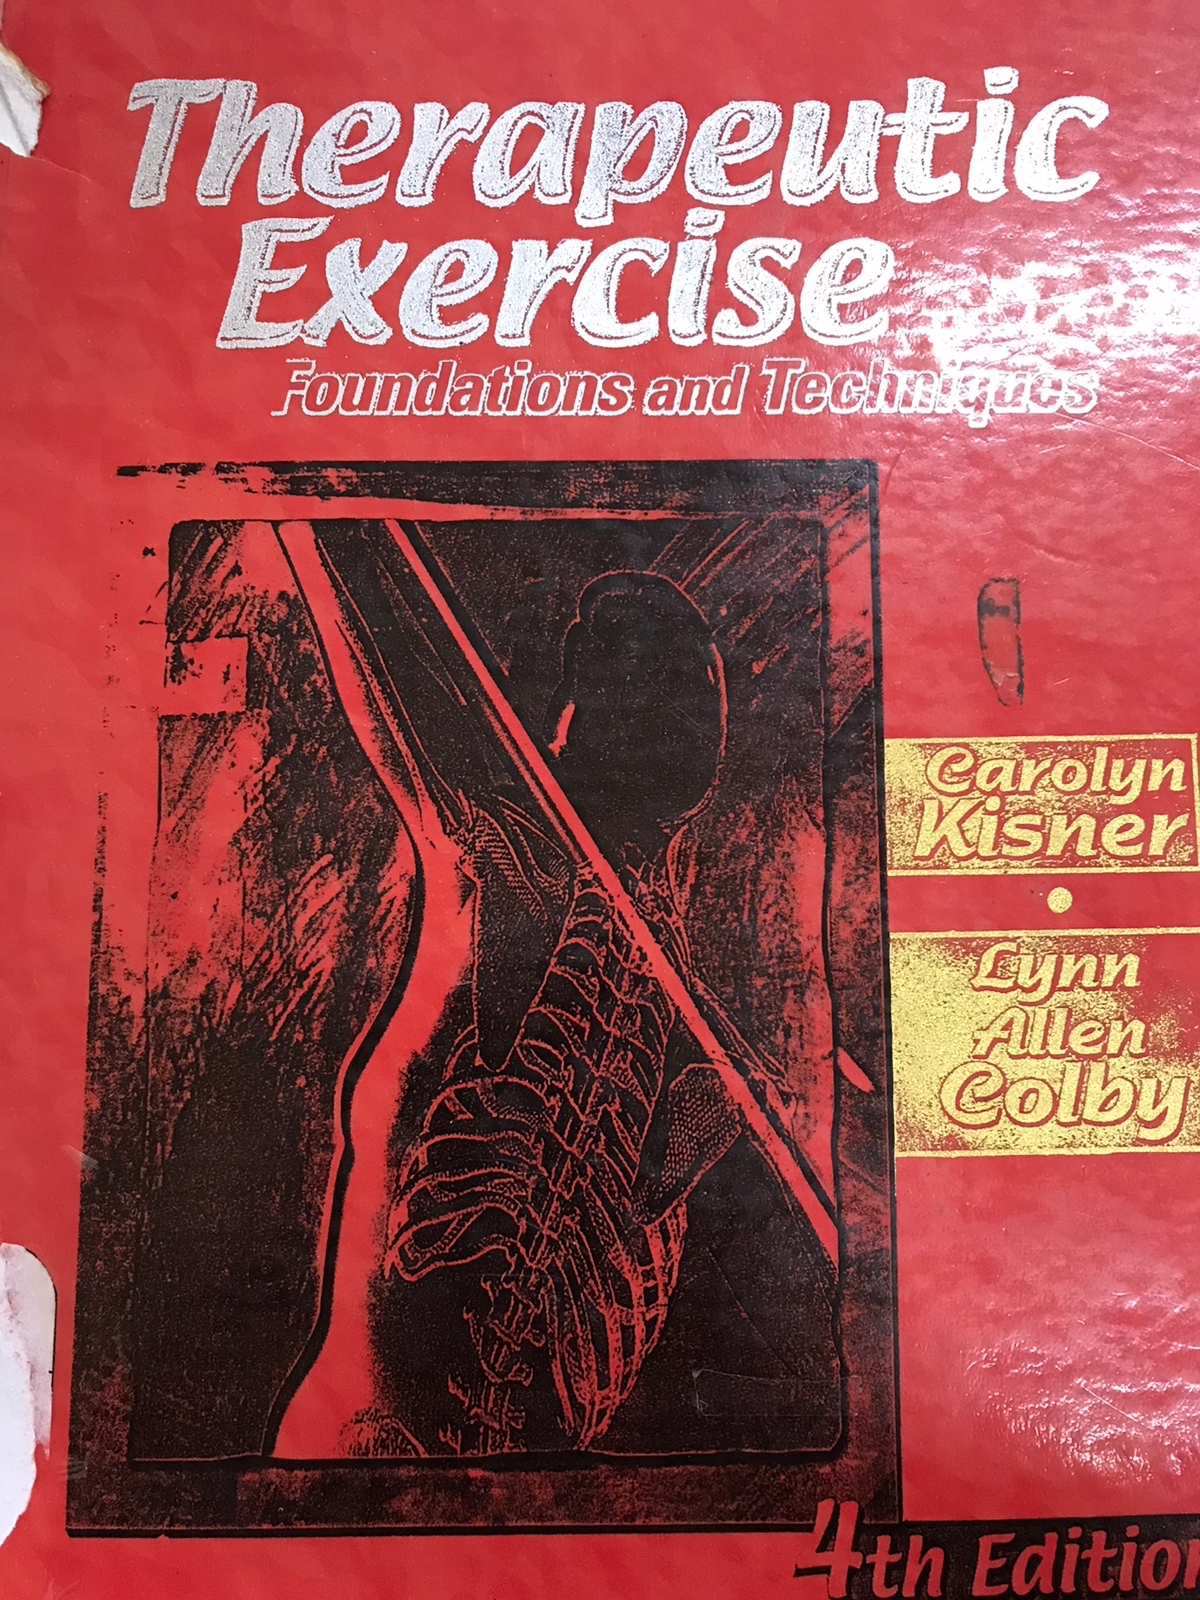 Therapeutic
Exercise
Foundations and Techniques
Carolyn
Kisner
Lynn
Allen
Colby
4th Edition